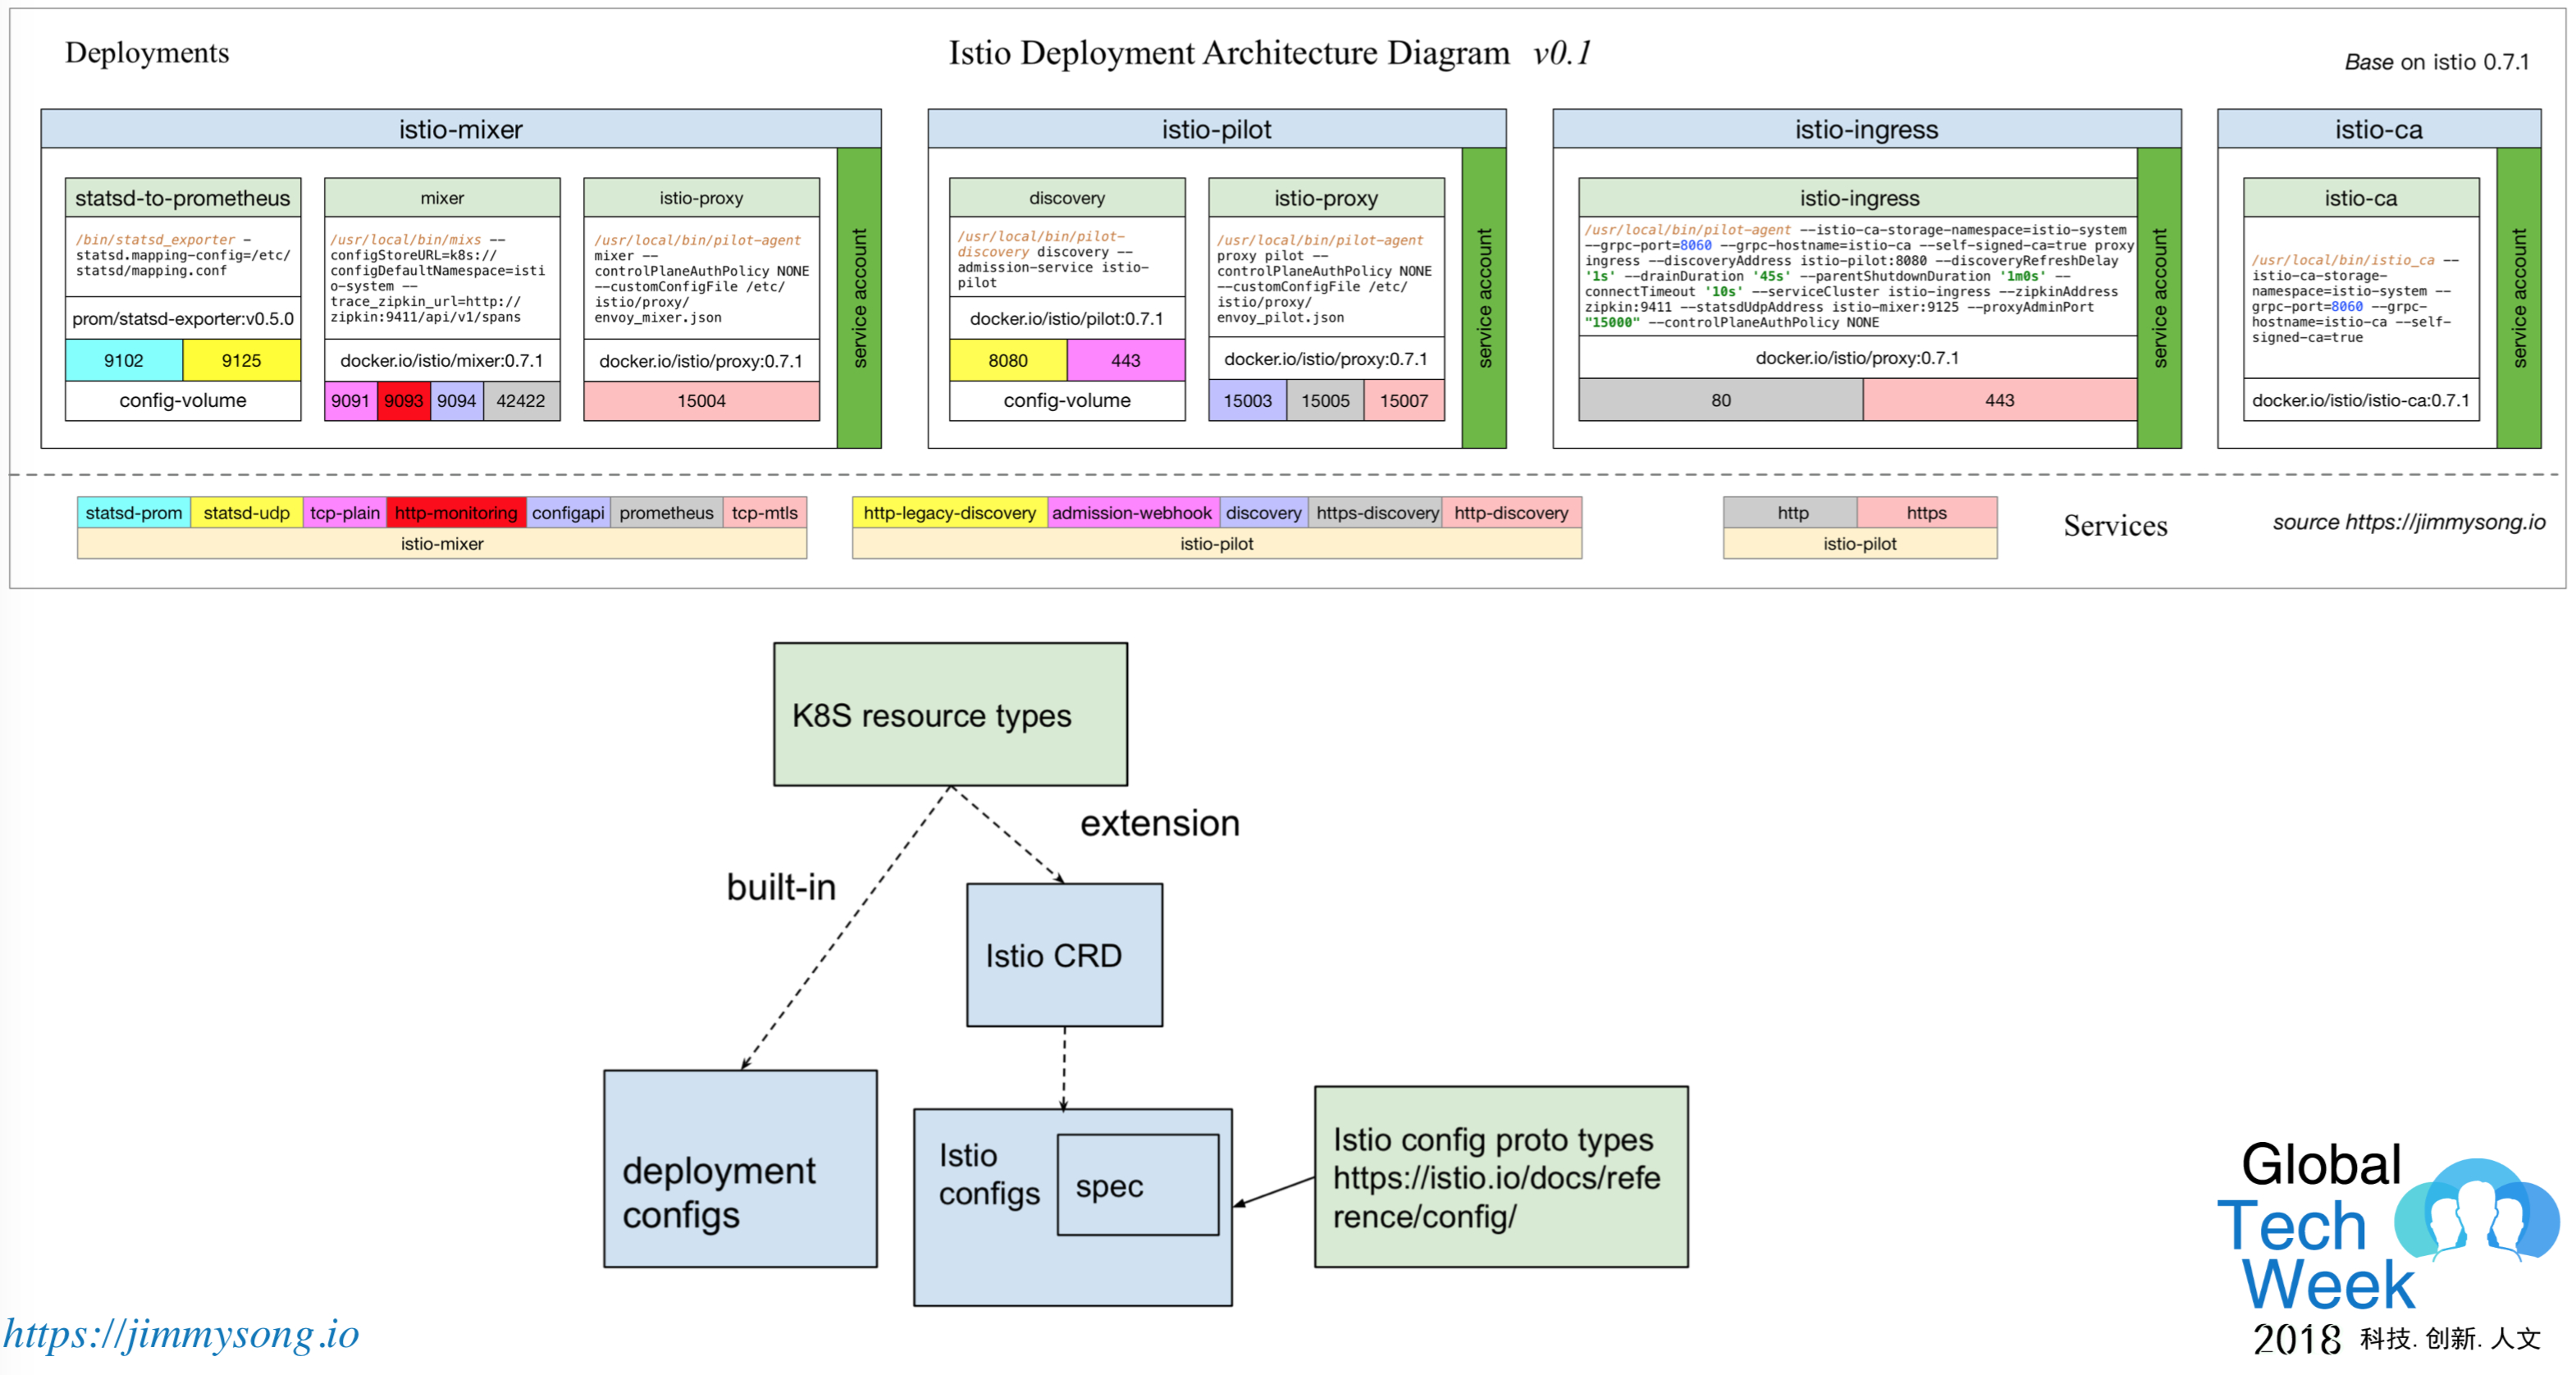 Deployments
Istio Deployment Architecture Diagram v0.1
Base on istio 0.7.1
istio-mixer
statsd-to-prometheus
/bin/statsd_exporter –
statsd.mapping-config=/etc/
statsd/mapping.conf
prom/statsd-exporter:v0.5.0
9102
9125
config-volume
mixer
/usr/local/bin/mixs --
configStoreURL=k8s://
configDefaultNamespace=isti
o-system --
trace_zipkin_url=http://
zipkin:9411/api/v1/spans
docker.io/istio/mixer:0.7.1
9091
9093
9094
42422
istio-proxy
/usr/local/bin/pilot-agent
mixer --
controlPlaneAuthPolicy NONE
--customConfigFile /etc/
istio/proxy/
envoy_mixer.json
docker.io/istio/proxy:0.7.1
15004
service account
istio-pilot
discovery
/usr/local/bin/pilot-
discovery discovery --
admission-service istio-
pilot
docker.io/istio/pilot:0.7.1
8080
443
config-volume
istio-proxy
/usr/local/bin/pilot-agent
proxy pilot --
controlPlaneAuthPolicy NONE
--customConfigFile /etc/
istio/proxy/
envoy_pilot.json
docker.io/istio/proxy:0.7.1
15003
15005
15007
service account
istio-ingress
istio-ingress
/usr/local/bin/pilot-agent --istio-ca-storage-namespace=istio-system
--grpc-port=8060 --grpc-hostname=istio-ca --self-signed-ca=true proxy
ingress --discoveryAddress istio-pilot:8080 --discoveryRefreshDelay
'1s' --drainDuration '45s' --parentShutdownDuration '1m0s' --
connectTimeout '10s' --serviceCluster istio-ingress --zipkinAddress
zipkin:9411 --statsdUdpAddress istio-mixer:9125 --proxyAdminPort
"15000" --controlPlaneAuthPolicy NONE
docker.io/istio/proxy:0.7.1
80
443
service account
istio-ca
istio-ca
/usr/local/bin/istio_ca --
istio-ca-storage-
namespace=istio-system --
grpc-port=8060 --grpc-
hostname=istio-ca --self-
signed-ca=true
docker.io/istio/istio-ca:0.7.1
service account
statsd-prom
statsd-udp
tcp-plain
http-monitoring
configapi
prometheus
tcp-mtls
istio-mixer
http-legacy-discovery
admission-webhook
discovery
https-discovery
http-discovery
istio-pilot
http
https
istio-pilot
Services
source https://jimmysong.io
K8S resource types
extension
built-in
Istio CRD
deployment
configs
Istio
configs
spec
Istio config proto types
https://istio.io/docs/refe
rence/config/
https://jimmysong.io
Global
Tech
Week
2018 科技. 创新. 人文